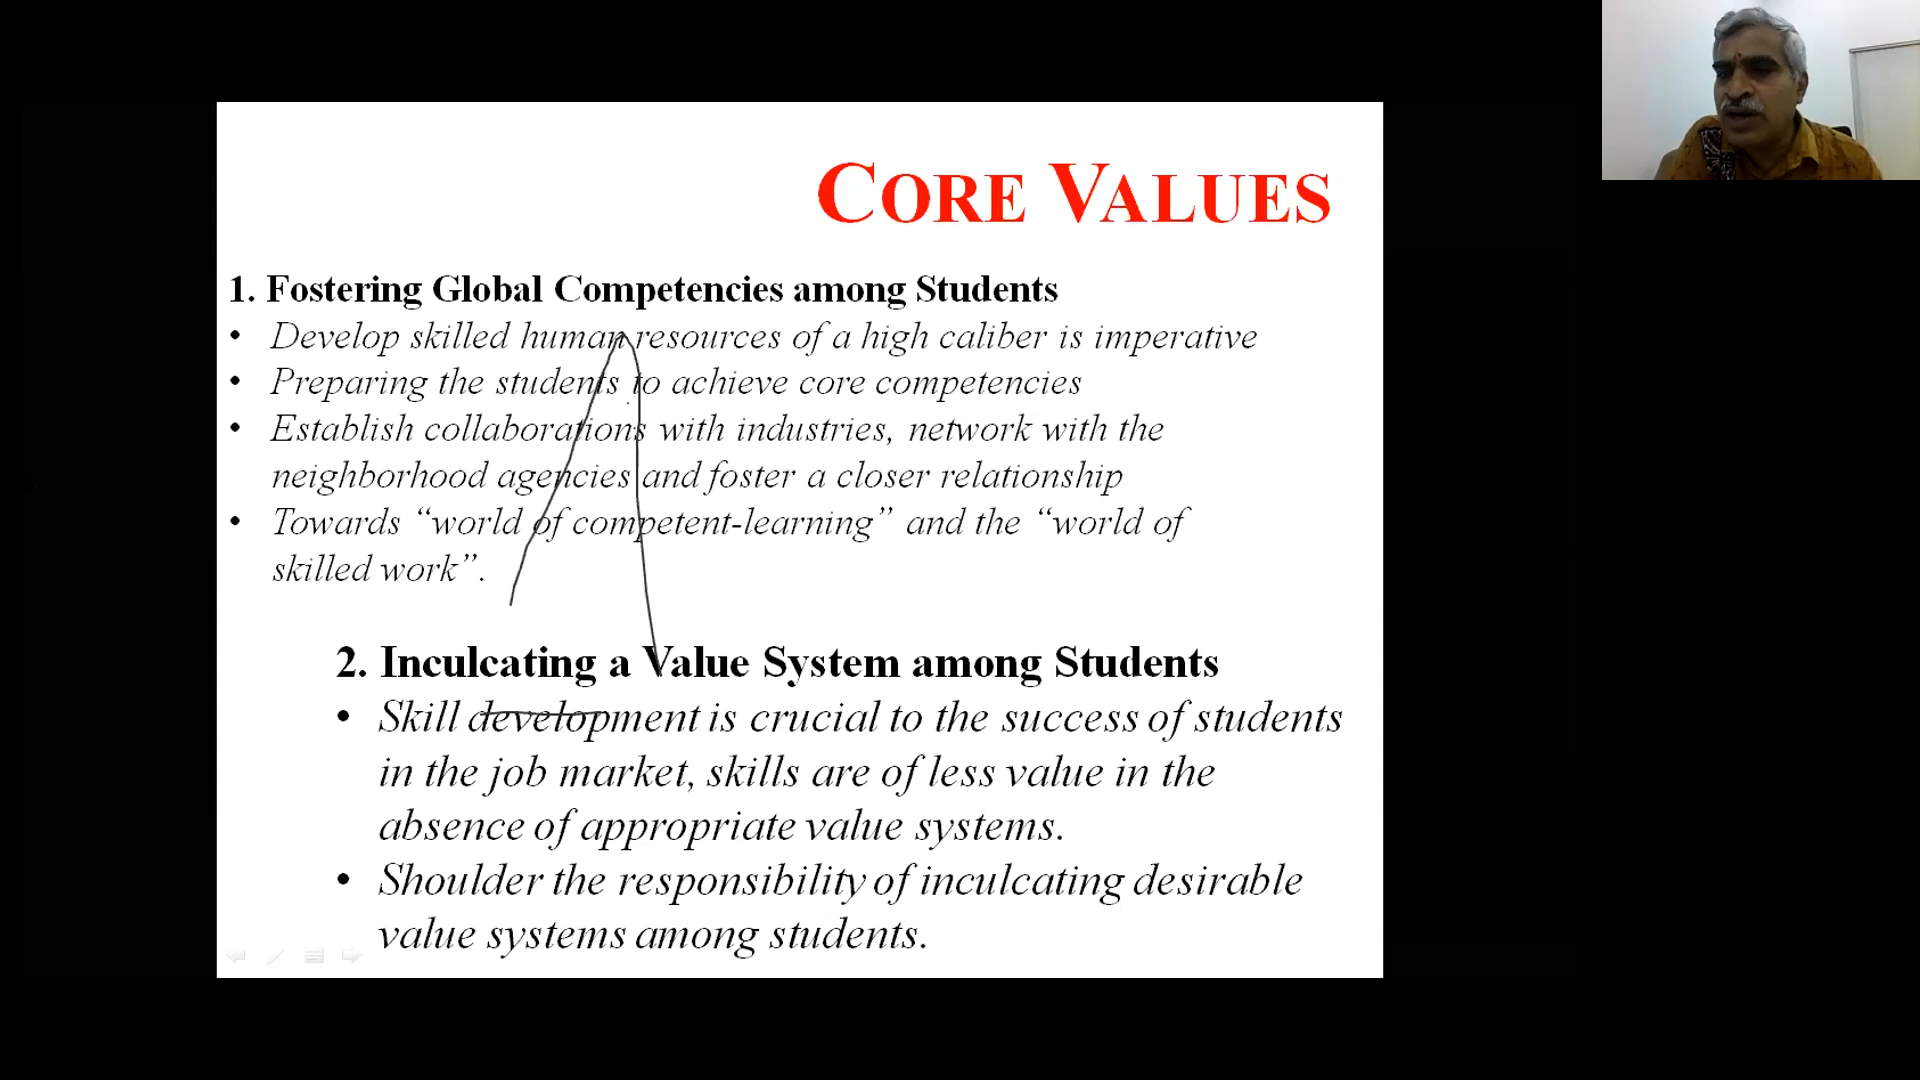 CORE VALUES
1. Fostering Global Competencies among Students
• Develop skilled human resources of a high caliber is imperative
• Preparing the students to achieve core competencies
• Establish collaborations with industries, network with the
neighborhood agencies and foster a closer relationship
• Towards “world of competent-learning” and the “world of
skilled work”.
2. Inculcating a Value System among Students
• Skill development is crucial to the success of students
in the job market, skills are of less value in the
absence of appropriate value systems.
• Shoulder the responsibility of inculcating desirable
value systems among students.